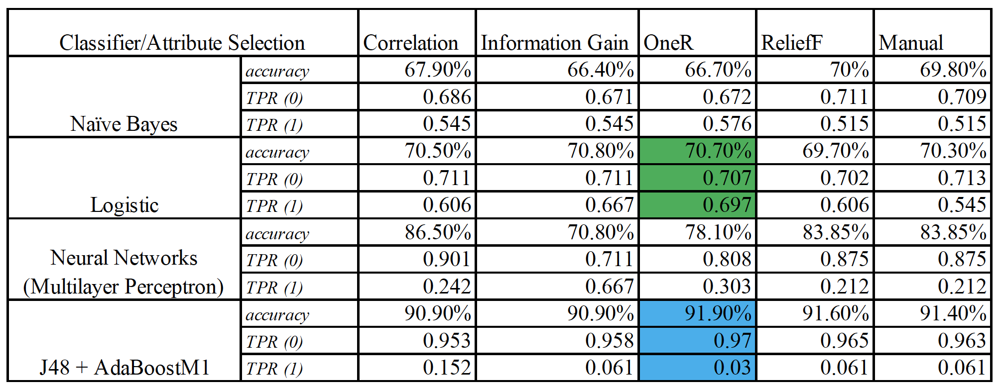 Classifier/Attribute Selection Correlation Information Gain OneR ReliefF Manual
accuracy 67.90% 66.40% 66.70% 70% 69.80%
TPR (0) 0.686 0.671 0.672 0.711 0.709
Naïve Bayes TPR (1) 0.545 0.545 0.576 0.515 0.515
accuracy 70.50% 70.80% 70.70% 69.70% 70.30%
TPR (0) 0.711 0.711 0.707 0.702 0.713
Logistic TPR (1) 0.606 0.667 0.697 0.606 0.545
accuracy 86.50% 70.80% 78.10% 83.85% 83.85%
Neural Networks TPR (0) 0.901 0.711 0.808 0.875 0.875
(Multilayer Perceptron) TPR (1) 0.242 0.667 0.303 0.212 0.212
accuracy 90.90% 90.90% 91.90% 91.60% 91.40%
TPR (0) 0.953 0.958 0.97 0.965 0.963
J48 + AdaBoostM1 TPR (1) 0.152 0.061 0.03 0.061 0.061